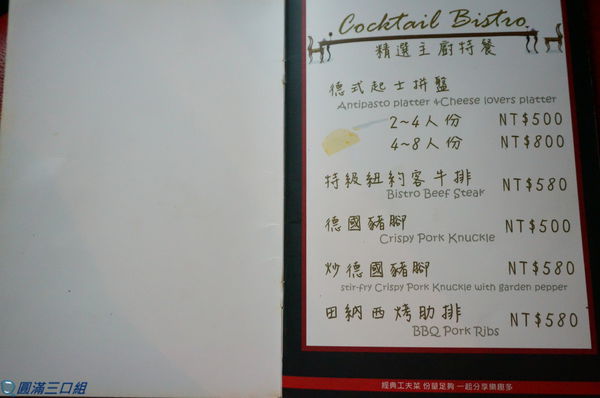 Cocktail Bistro
精選主廚特餐
德式起士拼盤
Antipasto platter &Cheese lovers platter
2~4人份 NT$500
4~8人份 NT$800
特級紐約客牛排 NT$580
Bistro Beef Steak
德國豬腳 NT$500
Crispy Pork Knuckle
炒德國豬腳 NT$580
stir-fry Crispy Pork Knuckle with garden pepper
田納西烤肋排 NT$580
BBQ Pork Ribs
經典工夫菜 份量足夠 一起分享樂趣多
圓滿三口組